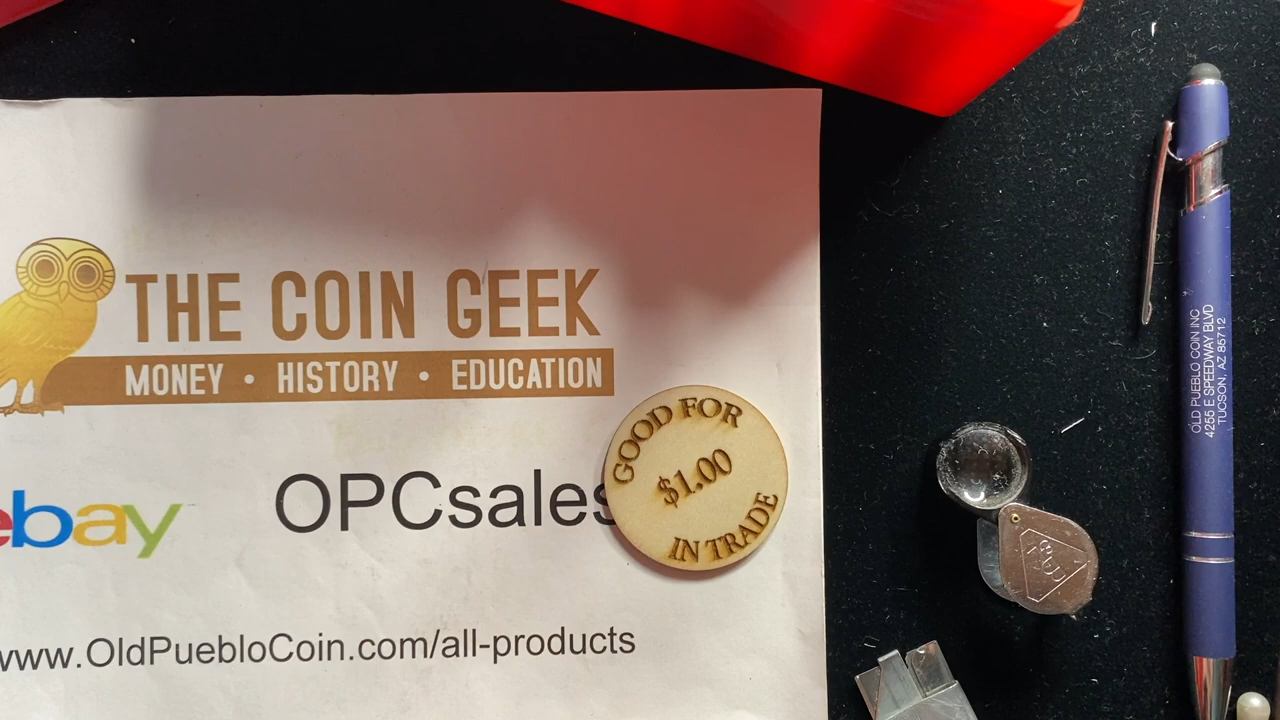 THE COIN GEEK
MONEY • HISTORY • EDUCATION
ebay
OPCsales
www.OldPuebloCoin.com/all-products
GOOD FOR
$1.00
IN TRADE
OLD PUEBLO COIN INC
4255 E SPEEDWAY BLVD
TUCSON, AZ 85712